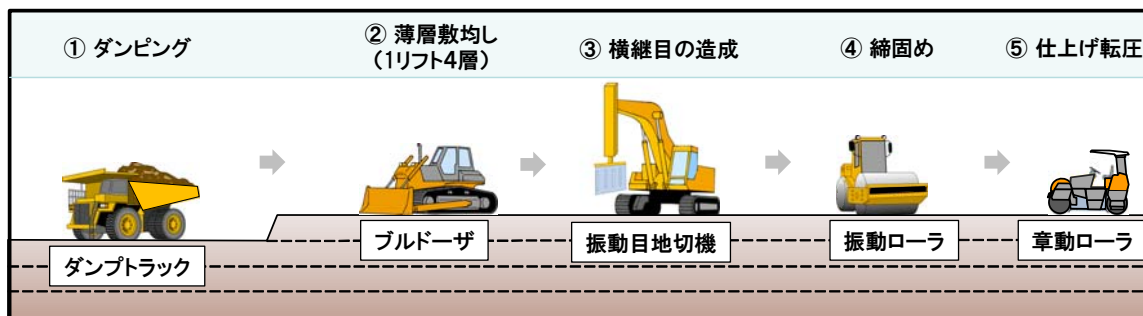 ① ダンピング
② 薄層敷均し
(1リフト4層)
③ 横継目の造成
④ 締固め
⑤ 仕上げ転圧
ダンプトラック
ブルドーザ
振動目地切機
振動ローラ
章動ローラ